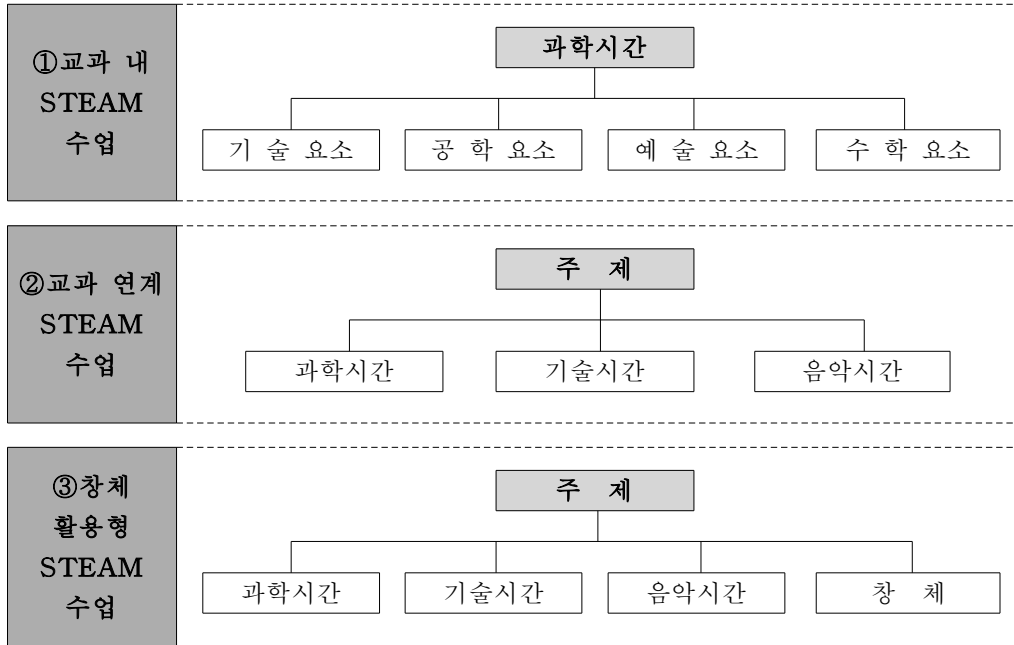 ①교과 내
STEAM
수업
과학시간
기 술 요소
공 학 요소
예 술 요소
수 학 요소
②교과 연계
STEAM
수업
주 제
과학시간
기술시간
음악시간
③창체
활용형
STEAM
수업
주 제
과학시간
기술시간
음악시간
창 체